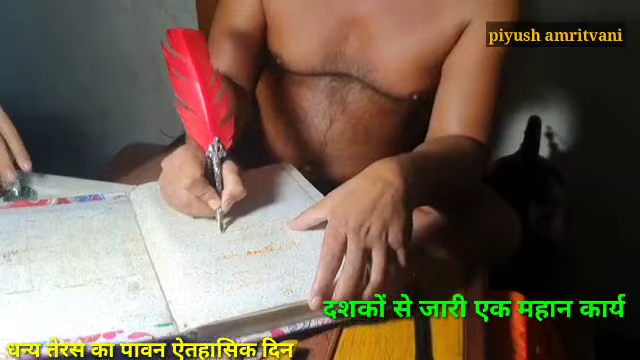 piyush amritvani
दशकों से जारी एक महान कार्य
धन्य तेरस का पावन ऐतहासिक दिन